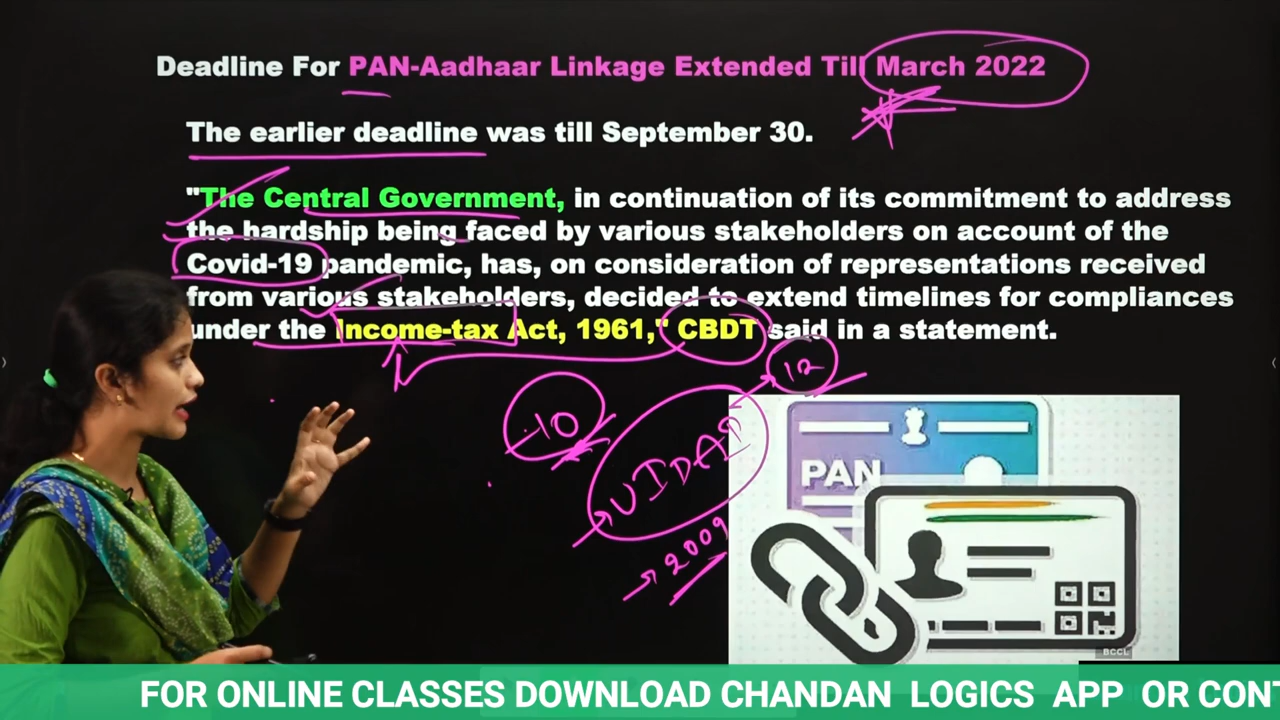 Deadline For PAN-Aadhaar Linkage Extended Till March 2022
The earlier deadline was till September 30.
"The Central Government, in continuation of its commitment to address
the hardship being faced by various stakeholders on account of the
Covid-19 pandemic, has, on consideration of representations received
from various stakeholders, decided to extend timelines for compliances
under the Income-tax Act, 1961," CBDT said in a statement.
12
10
UIDAI
2009
PAN
BCCL
FOR ONLINE CLASSES DOWNLOAD CHANDAN LOGICS APP OR CONT